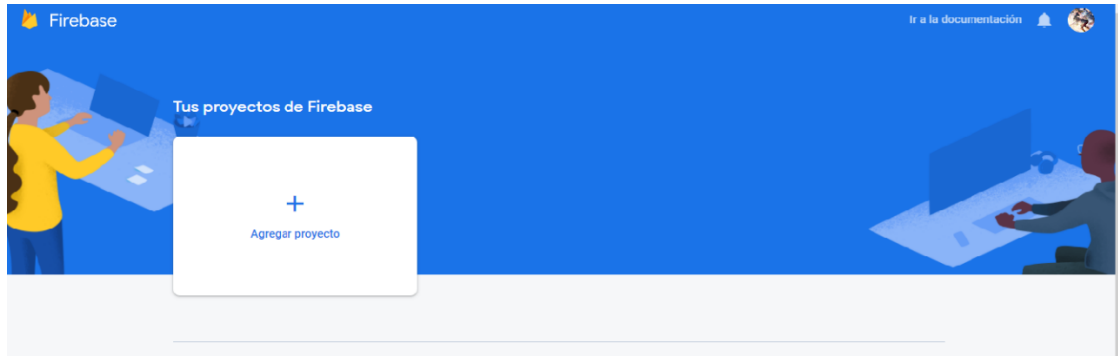 Firebase
Ir a la documentación
Tus proyectos de Firebase
+
Agregar proyecto